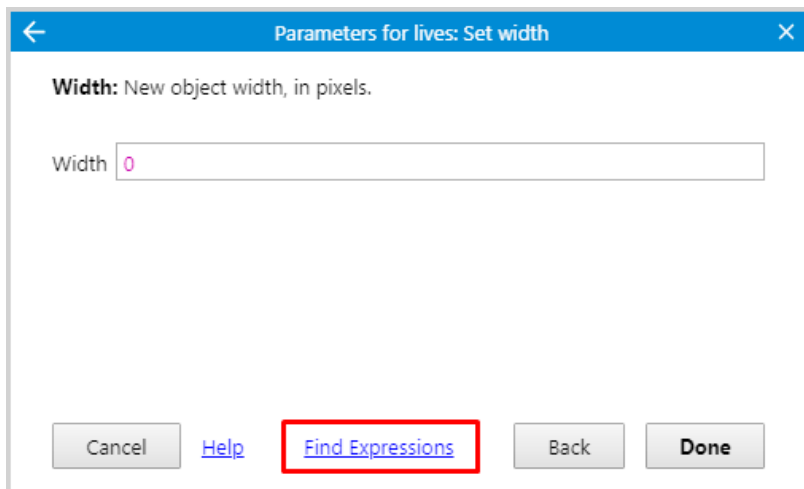 Parameters for lives: Set width
Width: New object width, in pixels.
Width 0
Cancel Help Find Expressions Back Done